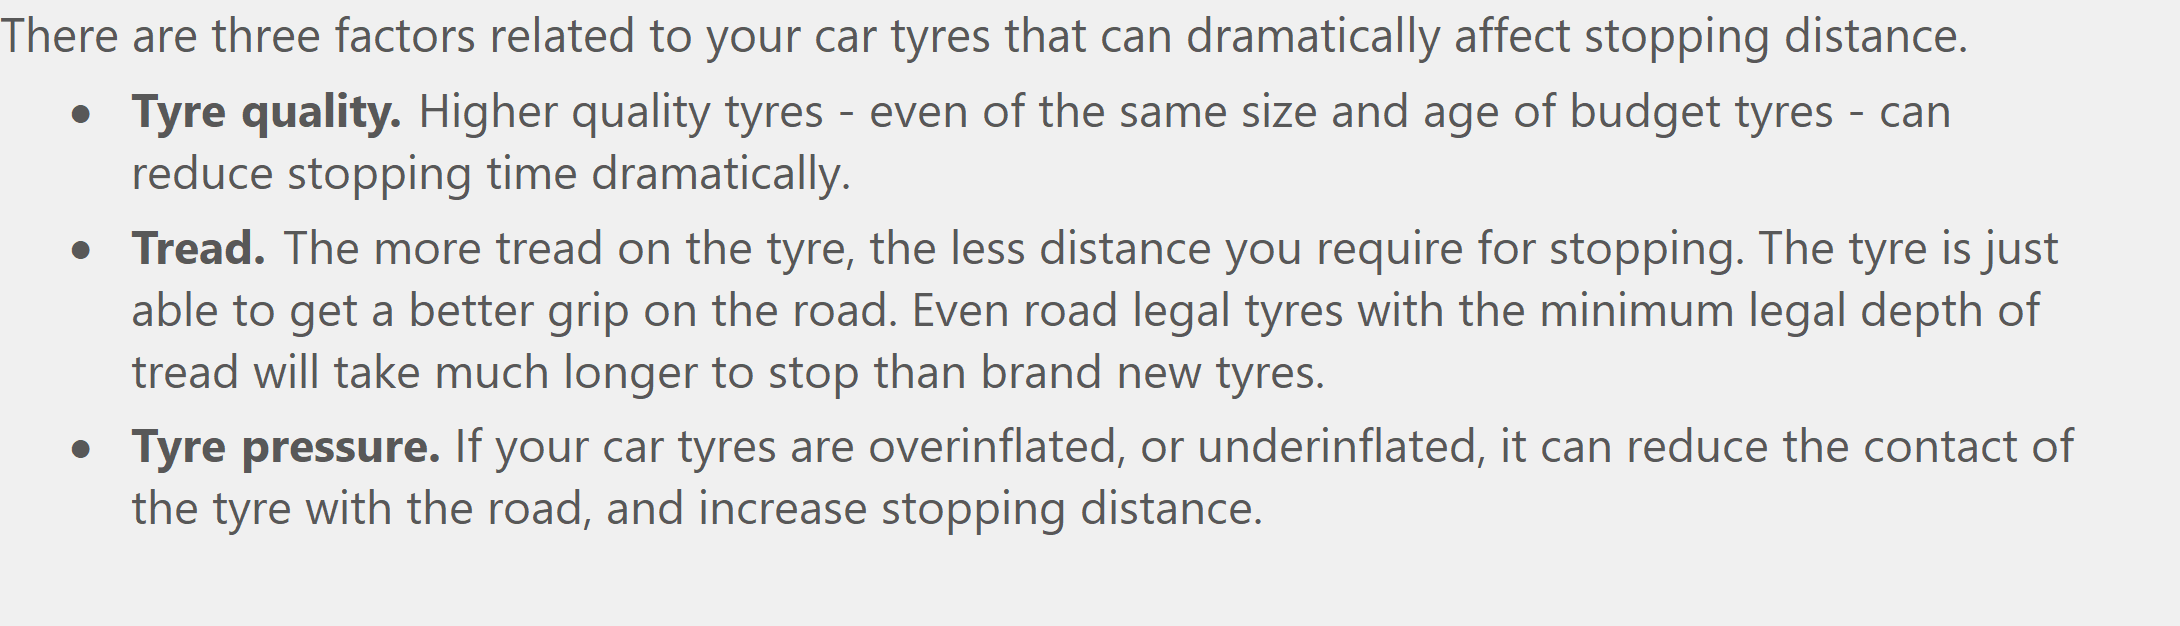 There are three factors related to your car tyres that can dramatically affect stopping distance.
• Tyre quality. Higher quality tyres - even of the same size and age of budget tyres - can
reduce stopping time dramatically.
• Tread. The more tread on the tyre, the less distance you require for stopping. The tyre is just
able to get a better grip on the road. Even road legal tyres with the minimum legal depth of
tread will take much longer to stop than brand new tyres.
• Tyre pressure. If your car tyres are overinflated, or underinflated, it can reduce the contact of
the tyre with the road, and increase stopping distance.